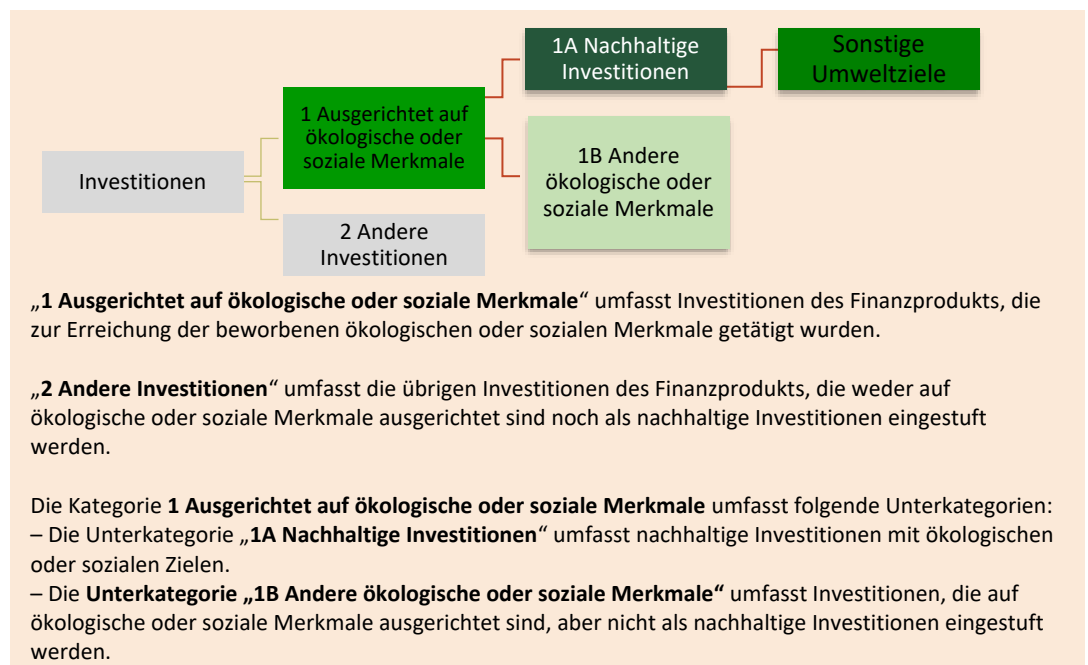 1A Nachhaltige
Investitionen
Sonstige
Umweltziele
1 Ausgerichtet auf
ökologische oder
soziale Merkmale
1B Andere
ökologische oder
soziale Merkmale
Investitionen
2 Andere
Investitionen
„1 Ausgerichtet auf ökologische oder soziale Merkmale“ umfasst Investitionen des Finanzprodukts, die
zur Erreichung der beworbenen ökologischen oder sozialen Merkmale getätigt wurden.
„2 Andere Investitionen“ umfasst die übrigen Investitionen des Finanzprodukts, die weder auf
ökologische oder soziale Merkmale ausgerichtet sind noch als nachhaltige Investitionen eingestuft
werden.
Die Kategorie 1 Ausgerichtet auf ökologische oder soziale Merkmale umfasst folgende Unterkategorien:
– Die Unterkategorie „1A Nachhaltige Investitionen“ umfasst nachhaltige Investitionen mit ökologischen
oder sozialen Zielen.
– Die Unterkategorie „1B Andere ökologische oder soziale Merkmale“ umfasst Investitionen, die auf
ökologische oder soziale Merkmale ausgerichtet sind, aber nicht als nachhaltige Investitionen eingestuft
werden.